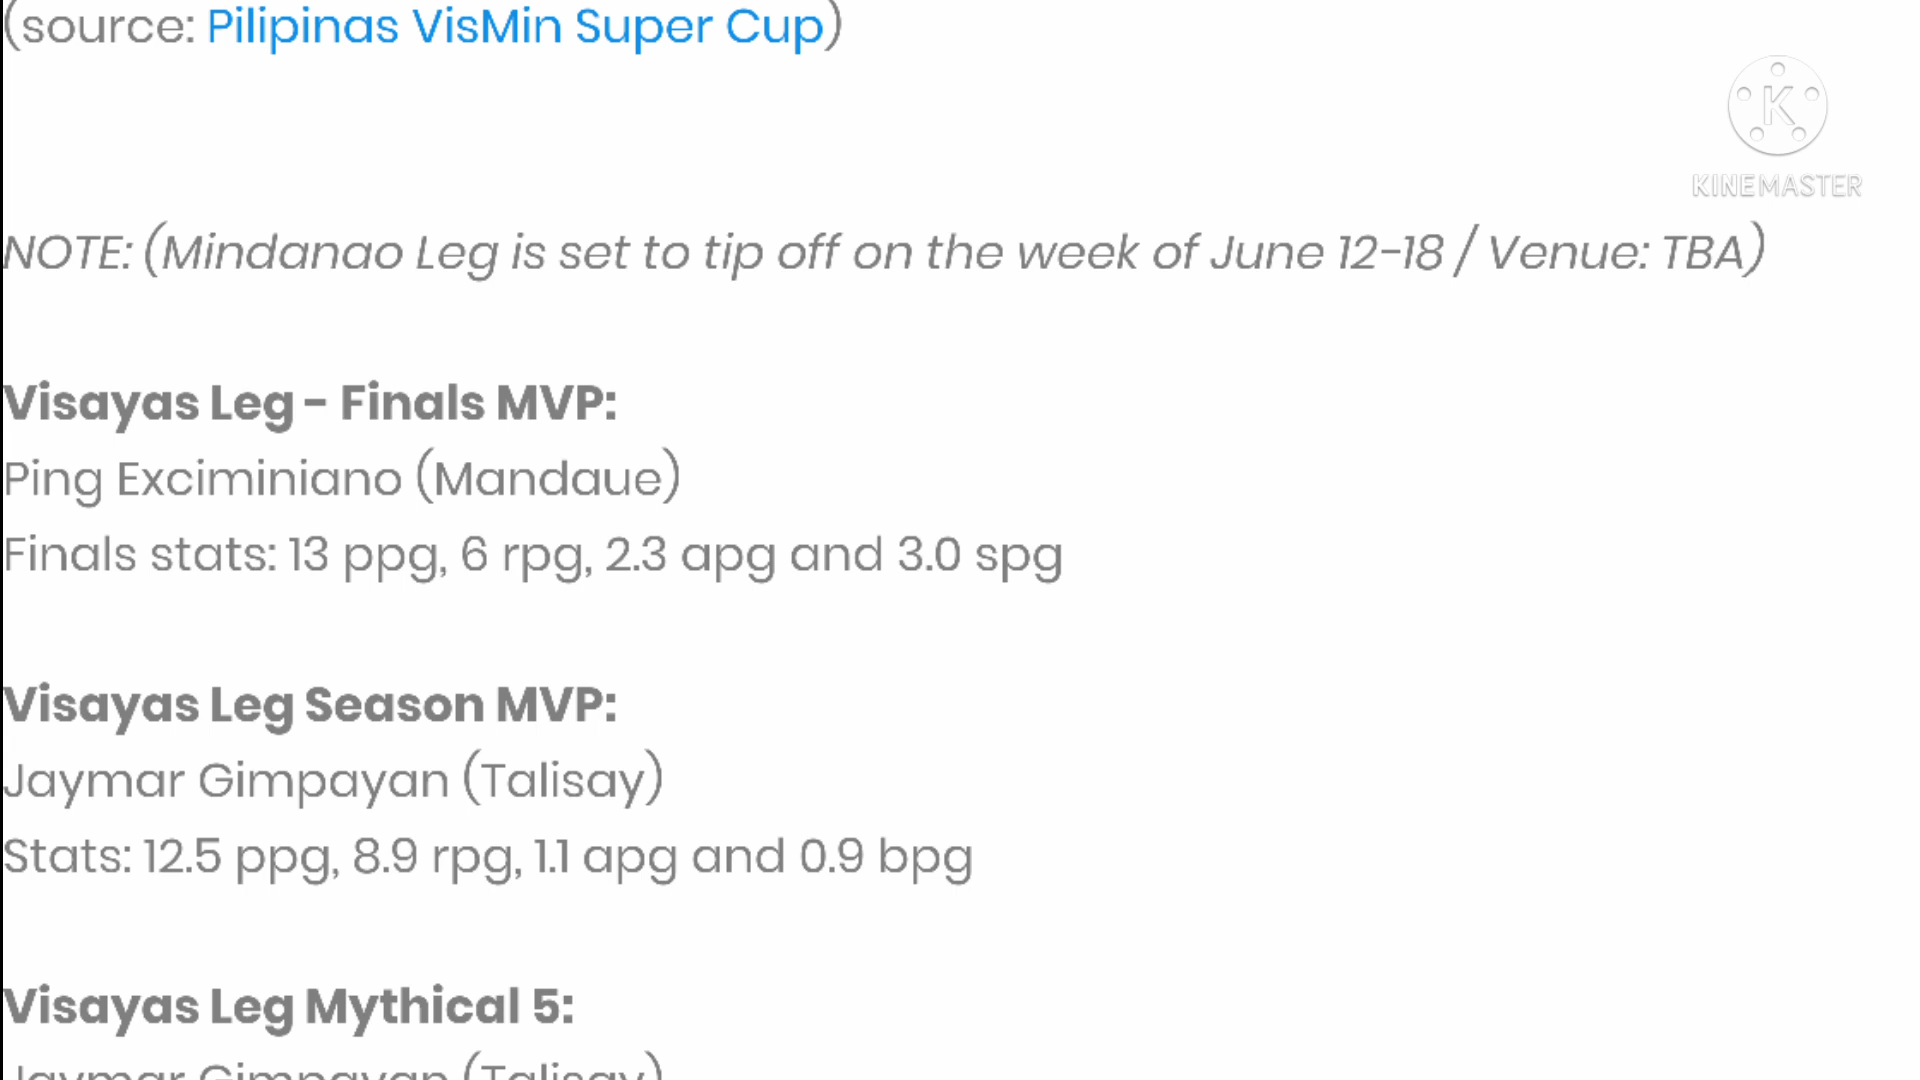 (source: Pilipinas VisMin Super Cup)
K
KINEMASTER
NOTE: (Mindanao Leg is set to tip off on the week of June 12-18 / Venue: TBA)
Visayas Leg - Finals MVP:
Ping Exciminiano (Mandaue)
Finals stats: 13 ppg, 6 rpg, 2.3 apg and 3.0 spg
Visayas Leg Season MVP:
Jaymar Gimpayan (Talisay)
Stats: 12.5 ppg, 8.9 rpg, 1.1 apg and 0.9 bpg
Visayas Leg Mythical 5:
Jaymar Gimpayan (Talisay)